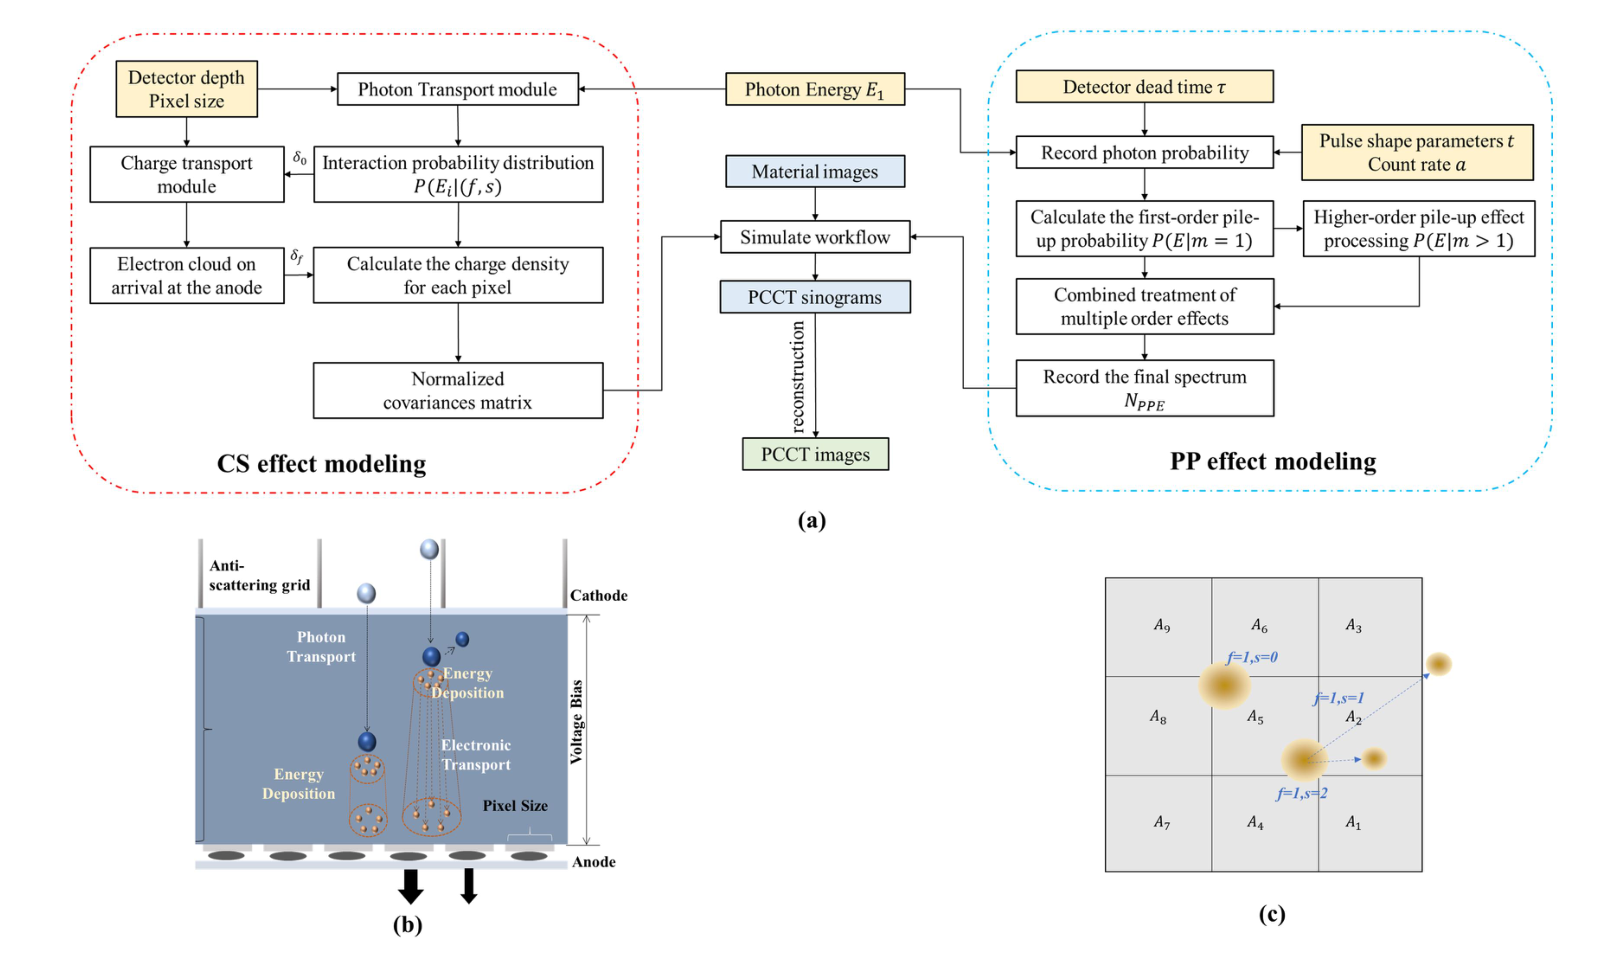 Detector depth
Pixel size
Photon Transport module
Photon Energy E₁
Detector dead time τ
Charge transport
module
δ₀
Interaction probability distribution
P(Eᵢ|(f, s)
Material images
Record photon probability
Pulse shape parameters t
Count rate a
Simulate workflow
Calculate the first-order pile-
up probability P(E|m = 1)
Higher-order pile-up effect
processing P(E|m > 1)
Electron cloud on
arrival at the anode
δ_f
Calculate the charge density
for each pixel
PCCT sinograms
Combined treatment of
multiple order effects
reconstruction
Normalized
covariances matrix
Record the final spectrum
N_PPE
PCCT images
CS effect modeling
PP effect modeling
(a)
Anti-
scattering grid
Cathode
Photon
Transport
Energy
Deposition
Electronic
Transport
Energy
Deposition
Voltage Bias
Pixel Size
Anode
(b)
A₉
A₆
A₃
f=1,s=0
f=1,s=1
A₈
A₅
A₂
f=1,s=2
A₇
A₄
A₁
(c)